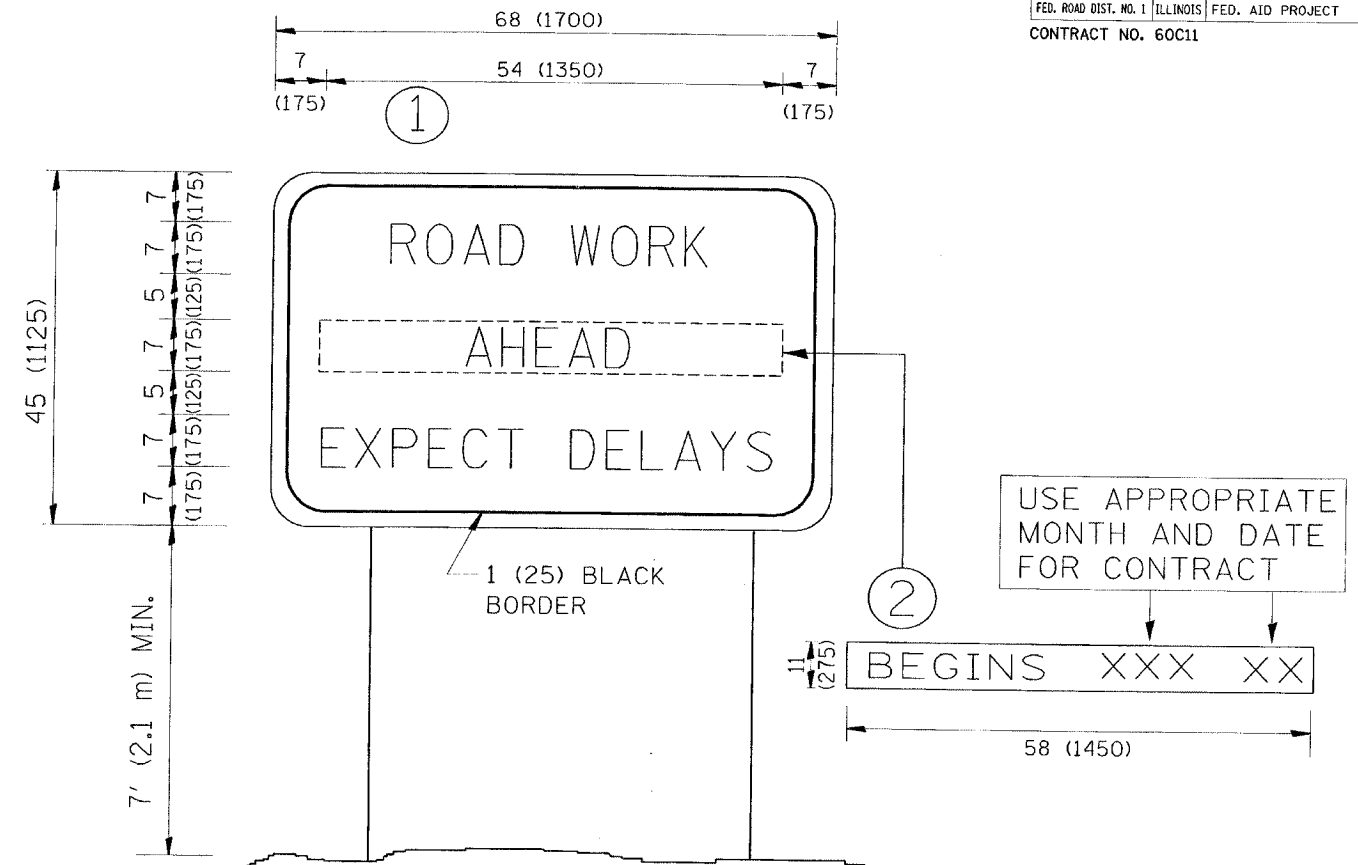 FED. ROAD DIST. NO. 1 ILLINOIS FED. AID PROJECT
CONTRACT NO. 60C11
68 (1700)
7 54 (1350) 7
(175) (175)
1
7 (175)
7 (175)
5 (125)
7 (175)
5 (125)
7 (175)
7 (175)
45 (1125)
7' (2.1 m) MIN.
ROAD WORK
AHEAD
EXPECT DELAYS
1 (25) BLACK
BORDER
2
USE APPROPRIATE
MONTH AND DATE
FOR CONTRACT
11
(275)
BEGINS XXX XX
58 (1450)